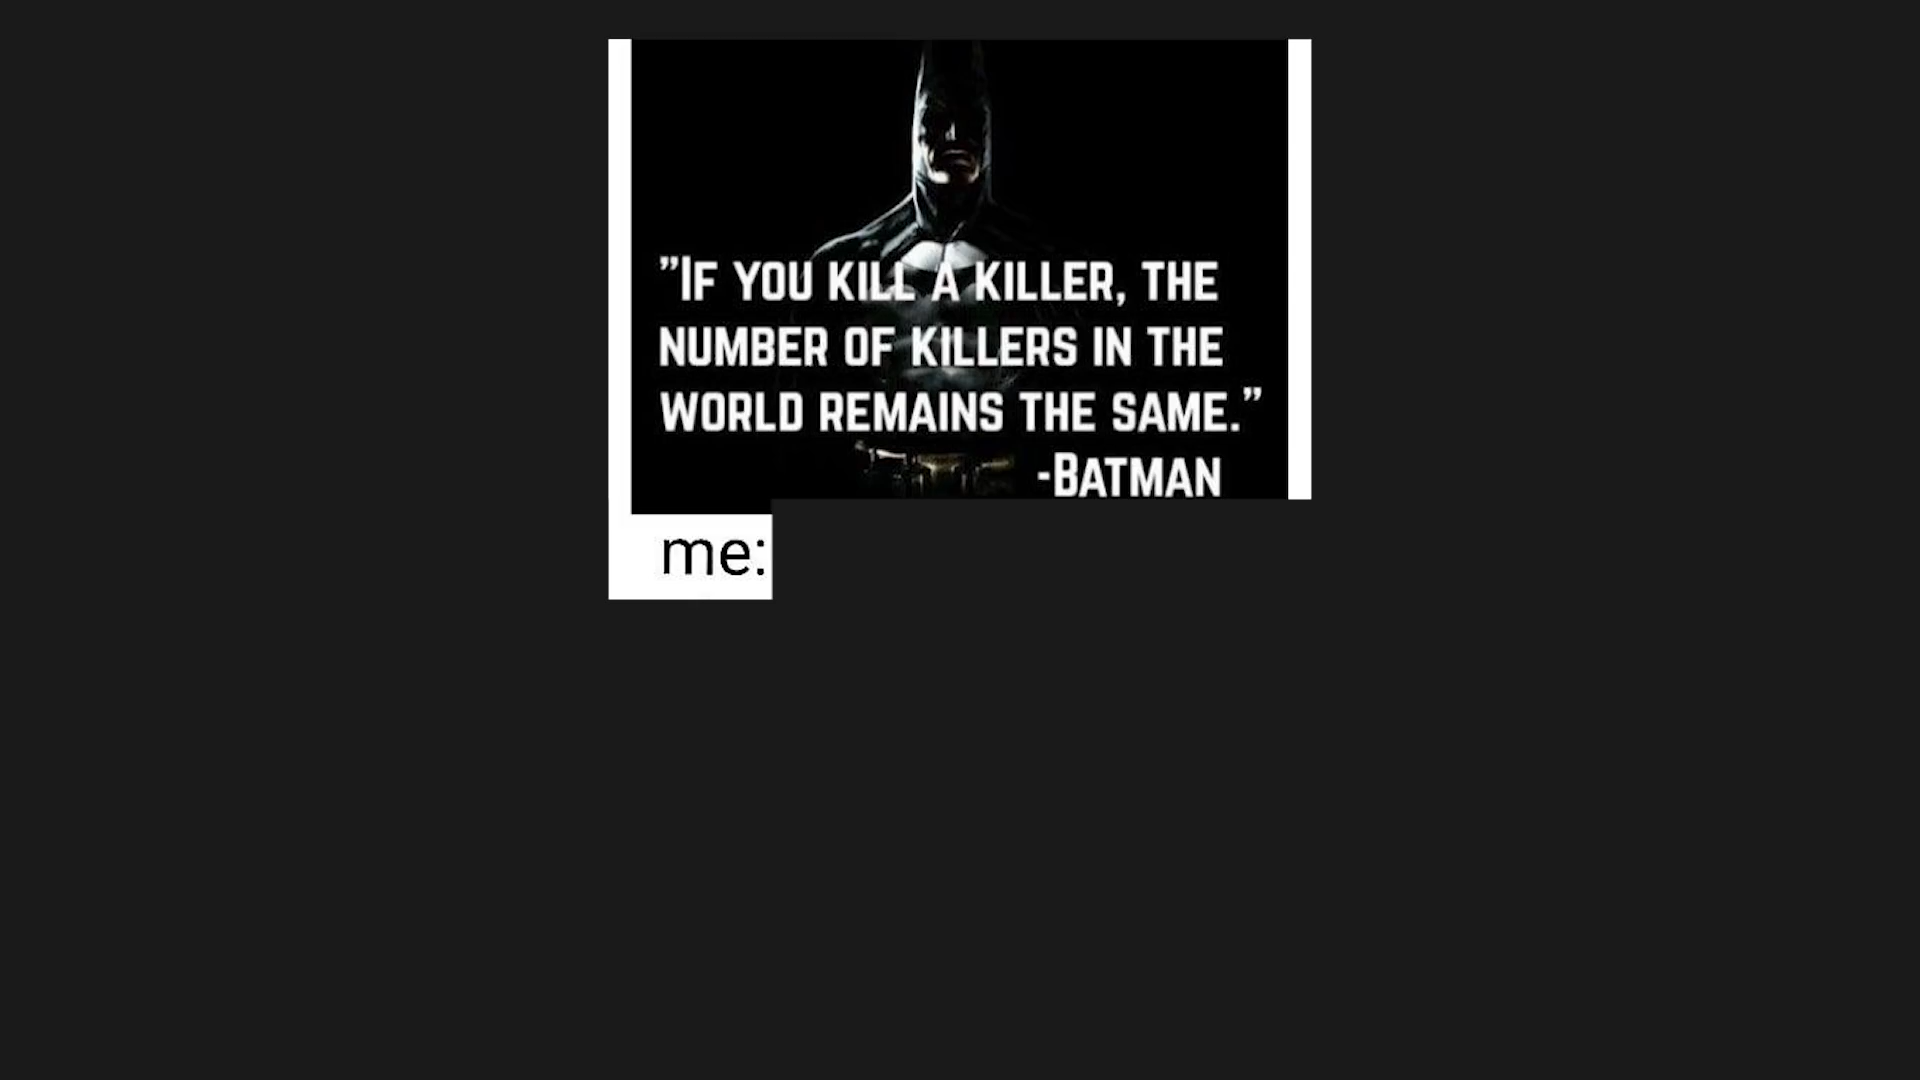 ”If you kill a killer, the
number of killers in the
world remains the same.”
-Batman
me: